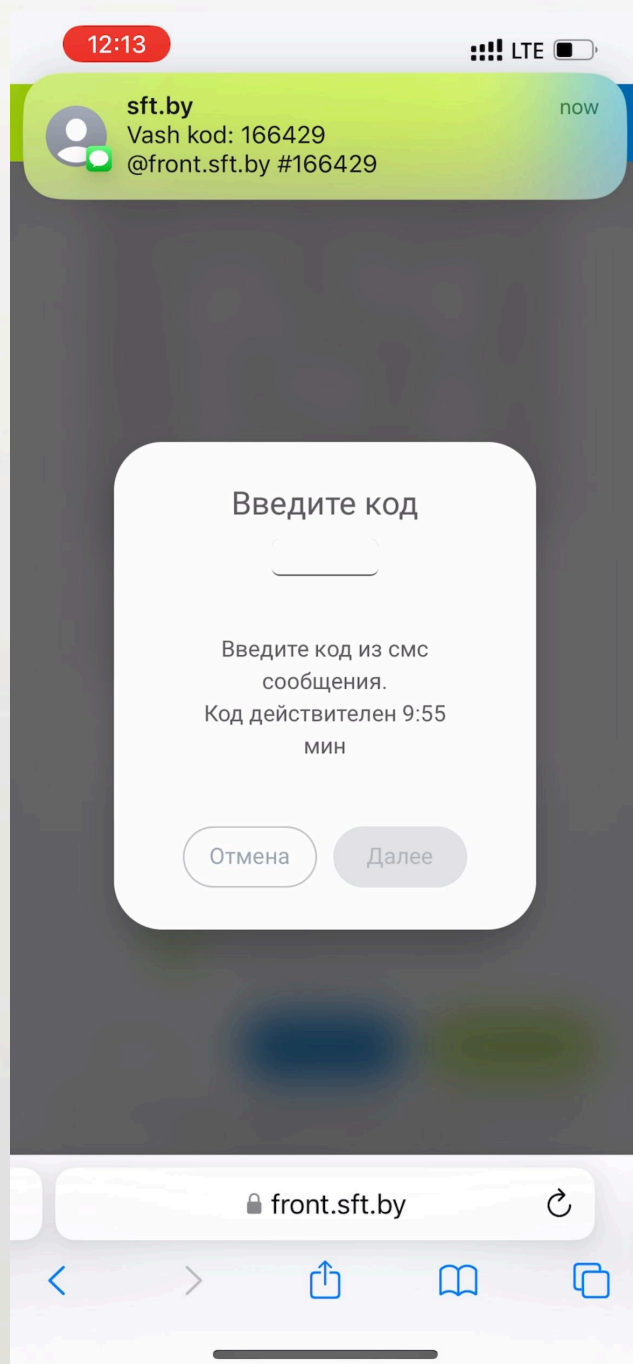 12:13
LTE
sft.by
now
Vash kod: 166429
@front.sft.by #166429
Введите код
Введите код из смс
сообщения.
Код действителен 9:55
мин
Отмена
Далее
front.sft.by